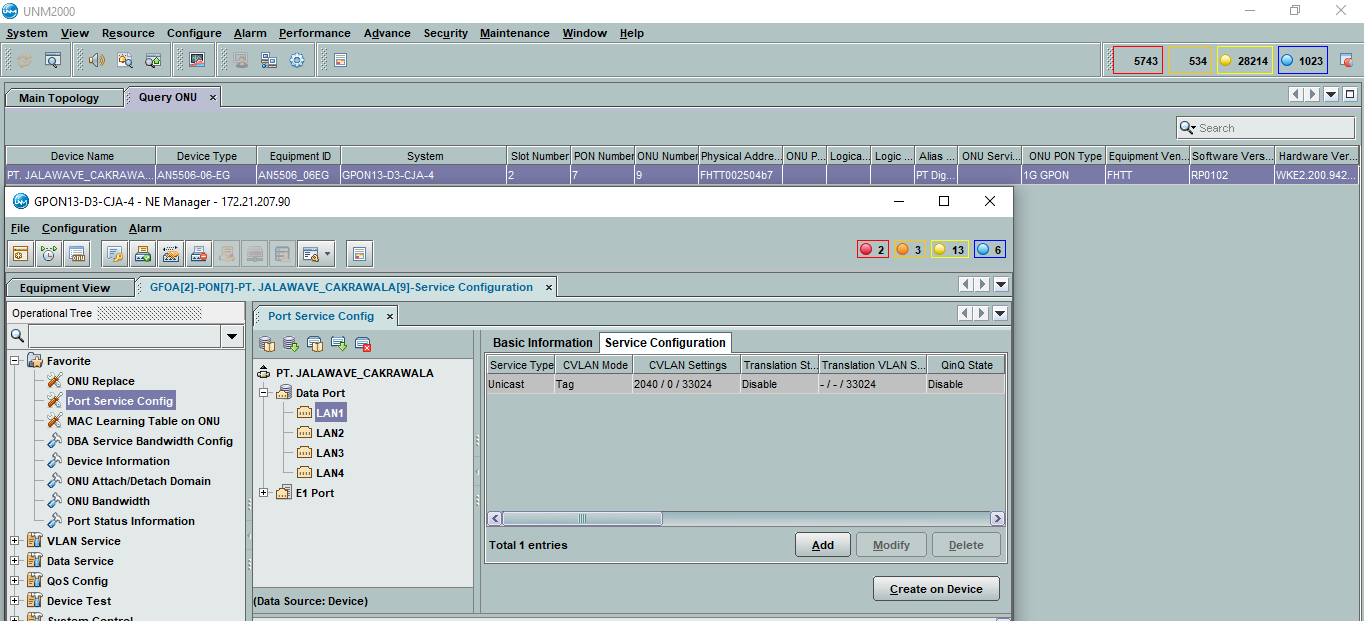 UNM2000
System View Resource Configure Alarm Performance Advance Security Maintenance Window Help
5743 534 28214 1023
Main Topology Query ONU
Search
Device Name Device Type Equipment ID System Slot Number PON Number ONU Number Physical Addre... ONU P... Logica... Logic ... Alias ... ONU Servi... ONU PON Type Equipment Ven... Software Vers... Hardware Ver...
PT. JALAWAVE_CAKRAWA... AN5506-06-EG AN5506_06EG GPON13-D3-CJA-4 2 7 9 FHTT002504b7 PT Dig... 1G GPON FHTT RP0102 WKE2.200.942...
GPON13-D3-CJA-4 - NE Manager - 172.21.207.90
File Configuration Alarm
2 3 13 6
Equipment View GFOA[2]-PON[7]-PT. JALAWAVE_CAKRAWALA[9]-Service Configuration
Operational Tree
Favorite
ONU Replace
Port Service Config
MAC Learning Table on ONU
DBA Service Bandwidth Config
Device Information
ONU Attach/Detach Domain
ONU Bandwidth
Port Status Information
VLAN Service
Data Service
QoS Config
Device Test
System Control
Port Service Config
PT. JALAWAVE_CAKRAWALA
Data Port
LAN1
LAN2
LAN3
LAN4
E1 Port
(Data Source: Device)
Basic Information Service Configuration
Service Type CVLAN Mode CVLAN Settings Translation St... Translation VLAN S... QinQ State
Unicast Tag 2040 / 0 / 33024 Disable - / - / 33024 Disable
Total 1 entries
Add Modify Delete
Create on Device